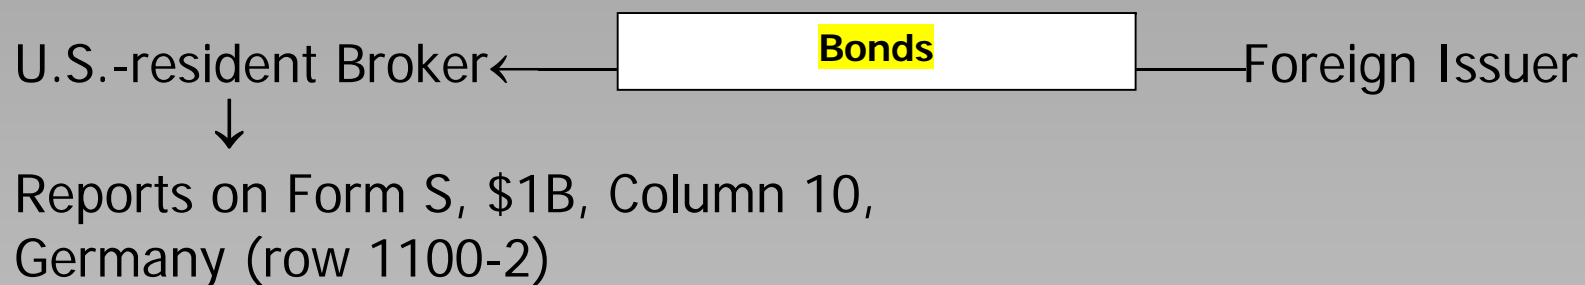 U.S.-resident Broker← Bonds Foreign Issuer
↓
Reports on Form S, $1B, Column 10,
Germany (row 1100-2)